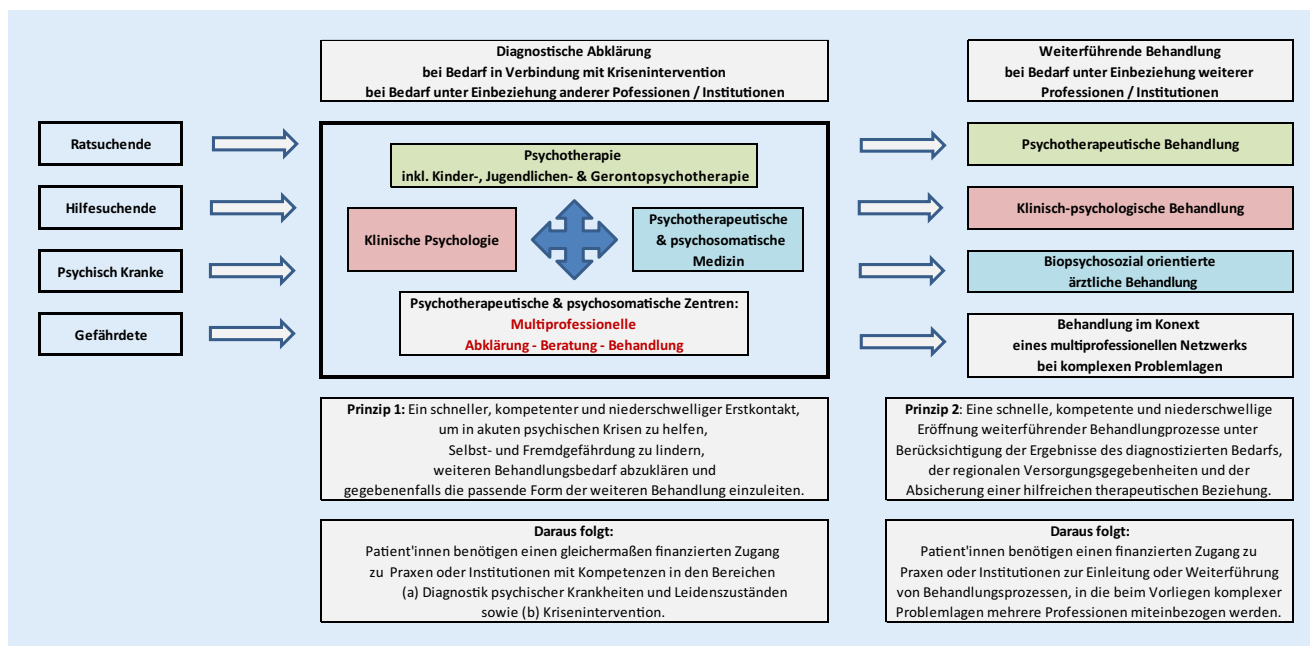 Diagnostische Abklärung
bei Bedarf in Verbindung mit Krisenintervention
bei Bedarf unter Einbeziehung anderer Pofessionen / Institutionen
Weiterführende Behandlung
bei Bedarf unter Einbeziehung weiterer
Professionen / Institutionen
Ratsuchende
Hilfesuchende
Psychisch Kranke
Gefährdete
Psychotherapie
inkl. Kinder-, Jugendlichen- & Gerontopsychotherapie
Klinische Psychologie
Psychotherapeutische
& psychosomatische
Medizin
Psychotherapeutische & psychosomatische Zentren:
Multiprofessionelle
Abklärung - Beratung - Behandlung
Psychotherapeutische Behandlung
Klinisch-psychologische Behandlung
Biopsychosozial orientierte
ärztliche Behandlung
Behandlung im Konext
eines multiprofessionellen Netzwerks
bei komplexen Problemlagen
Prinzip 1: Ein schneller, kompetenter und niederschwelliger Erstkontakt,
um in akuten psychischen Krisen zu helfen,
Selbst- und Fremdgefährdung zu lindern,
weiteren Behandlungsbedarf abzuklären und
gegebenenfalls die passende Form der weiteren Behandlung einzuleiten.
Prinzip 2: Eine schnelle, kompetente und niederschwellige
Eröffnung weiterführender Behandlungprozesse unter
Berücksichtigung der Ergebnisse des diagnostizierten Bedarfs,
der regionalen Versorgungsgegebenheiten und der
Absicherung einer hilfreichen therapeutischen Beziehung.
Daraus folgt:
Patient'innen benötigen einen gleichermaßen finanzierten Zugang
zu Praxen oder Institutionen mit Kompetenzen in den Bereichen
(a) Diagnostik psychischer Krankheiten und Leidenszuständen
sowie (b) Krisenintervention.
Daraus folgt:
Patient'innen benötigen einen finanzierten Zugang zu
Praxen oder Institutionen zur Einleitung oder Weiterführung
von Behandlungsprozessen, in die beim Vorliegen komplexer
Problemlagen mehrere Professionen miteinbezogen werden.